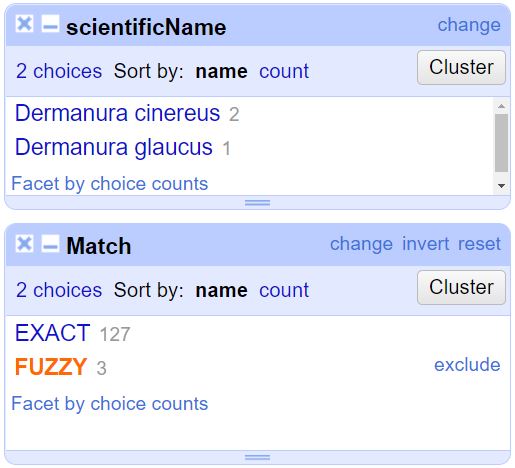 scientificName change
2 choices Sort by: name count Cluster
Dermanura cinereus 2
Dermanura glaucus 1
Facet by choice counts
Match change invert reset
2 choices Sort by: name count Cluster
EXACT 127
FUZZY 3 exclude
Facet by choice counts